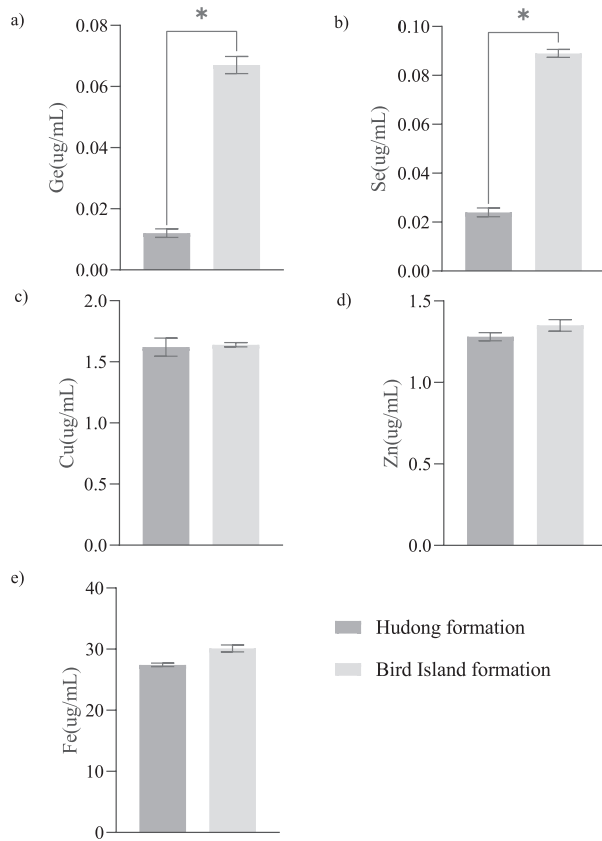 a)
*
0.08
0.06
0.04
0.02
0.00
Ge(ug/mL)
b)
*
0.10
0.08
0.06
0.04
0.02
0.00
Se(ug/mL)
c)
2.0
1.5
1.0
0.5
0.0
Cu(ug/mL)
d)
1.5
1.0
0.5
0.0
Zn(ug/mL)
e)
40
30
20
10
0
Fe(ug/mL)
Hudong formation
Bird Island formation